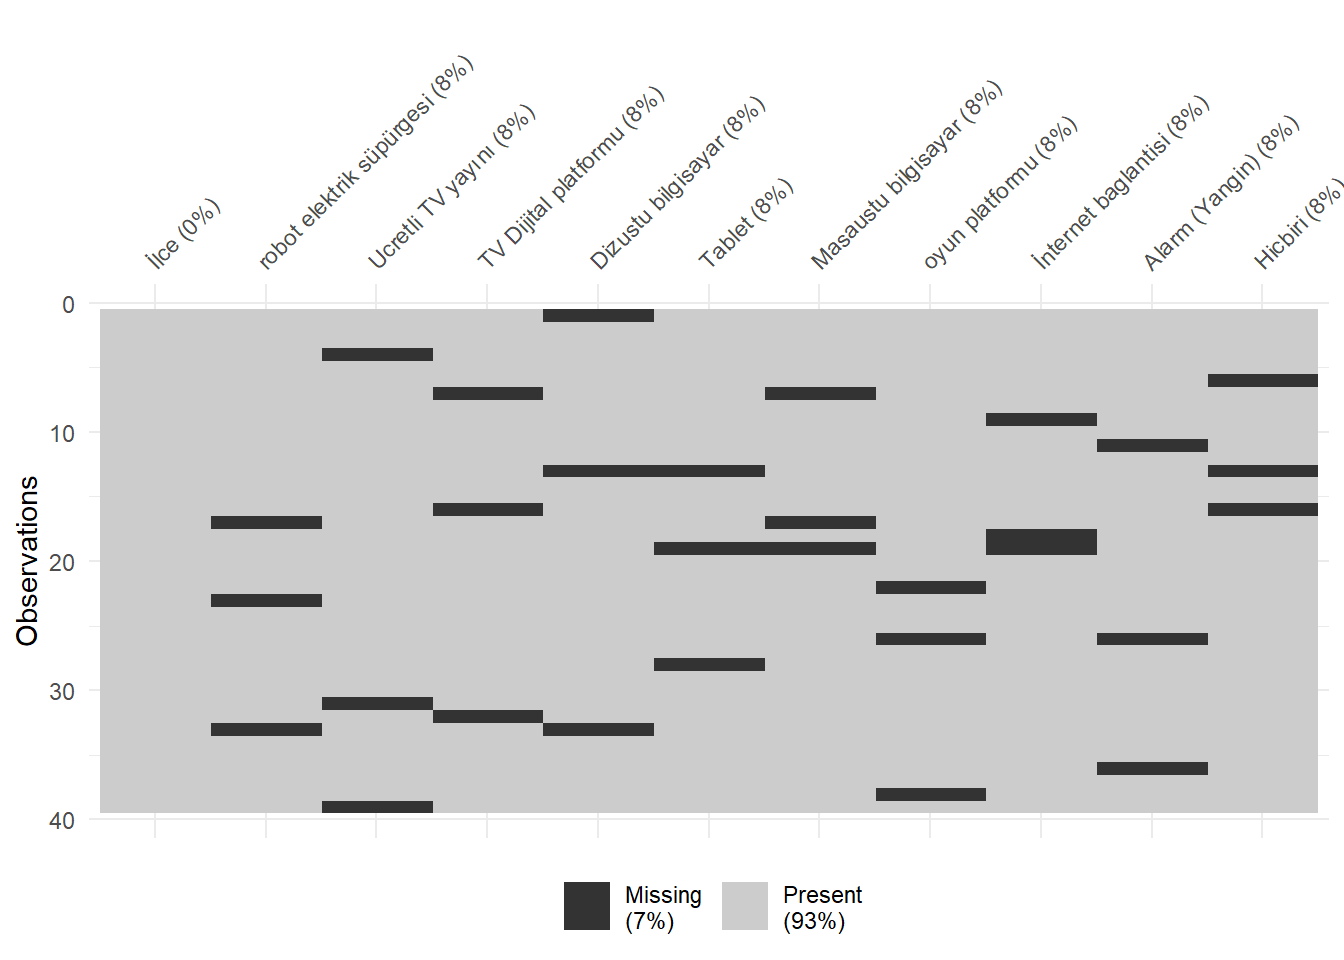 İlce (0%)
robot elektrik süpürgesi (8%)
Ucretli TV yayını (8%)
TV Dijital platformu (8%)
Dizustu bilgisayar (8%)
Tablet (8%)
Masaustu bilgisayar (8%)
oyun platformu (8%)
İnternet baglantisi (8%)
Alarm (Yangin) (8%)
Hicbiri (8%)
0
10
20
30
40
Observations
Missing
(7%)
Present
(93%)